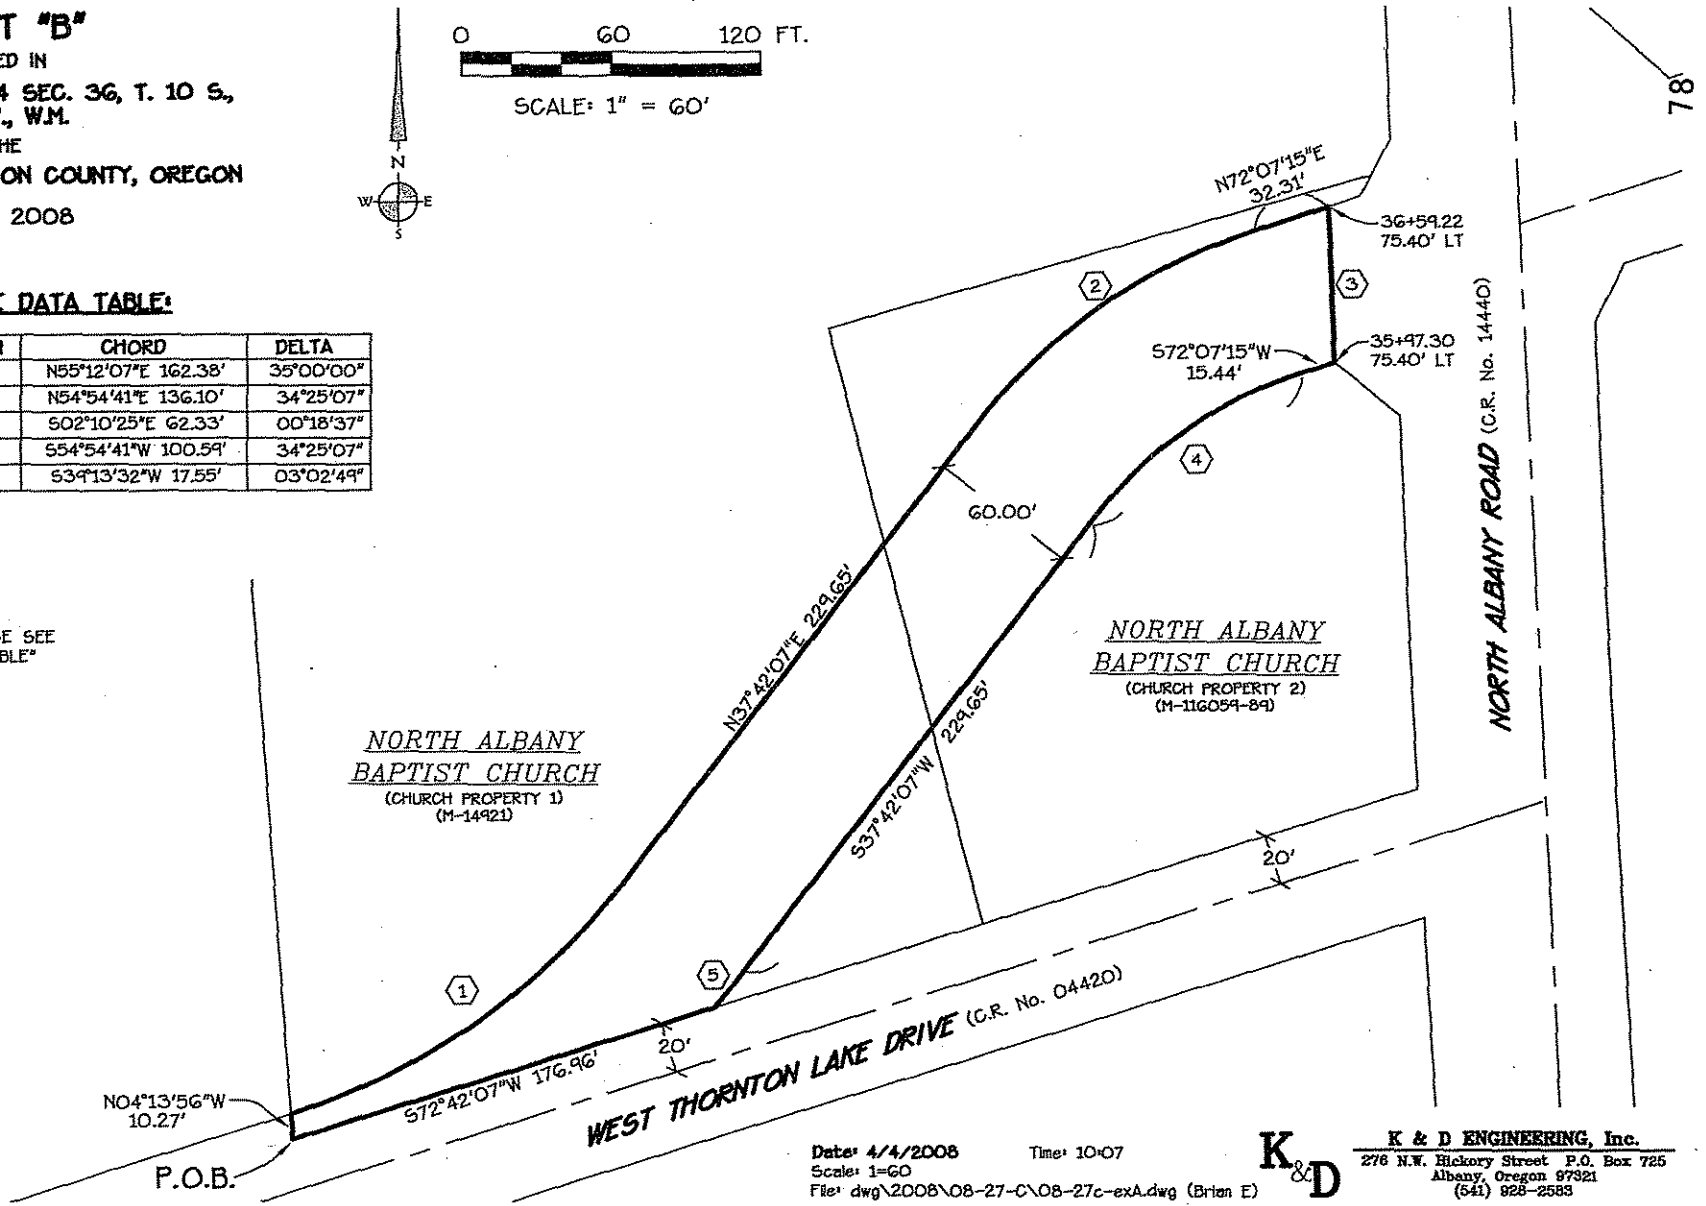 T "B"
ED IN
4 SEC. 36, T. 10 S.,
., W.M.
HE
ON COUNTY, OREGON
2008
0 60 120 FT.
SCALE: 1" = 60'
N
W E
S
78
DATA TABLE:
CHORD DELTA
N55°12'07"E 162.38' 35°00'00"
N54°54'41"E 136.10' 34°25'07"
S02°10'25"E 62.33' 00°18'37"
S54°54'41"W 100.59' 34°25'07"
S39°13'32"W 17.55' 03°02'49"
E SEE
BLE"
N72°07'15"E
32.31'
36+59.22
75.40' LT
2
3
S72°07'15"W
15.44'
35+97.30
75.40' LT
4
60.00'
NORTH ALBANY ROAD (C.R. No. 14440)
N37°42'07"E 229.65'
S37°42'07"W 229.65'
NORTH ALBANY
BAPTIST CHURCH
(CHURCH PROPERTY 2)
(M-116059-89)
NORTH ALBANY
BAPTIST CHURCH
(CHURCH PROPERTY 1)
(M-14921)
20'
5
1
20'
S72°42'07"W 176.96'
WEST THORNTON LAKE DRIVE (C.R. No. 04420)
N04°13'56"W
10.27'
P.O.B.
Date: 4/4/2008 Time: 10:07
Scale: 1=60
File: dwg\2008\08-27-C\08-27c-exA.dwg (Brian E)
K&D
K & D ENGINEERING, Inc.
276 N.W. Hickory Street P.O. Box 725
Albany, Oregon 97321
(541) 928-2583